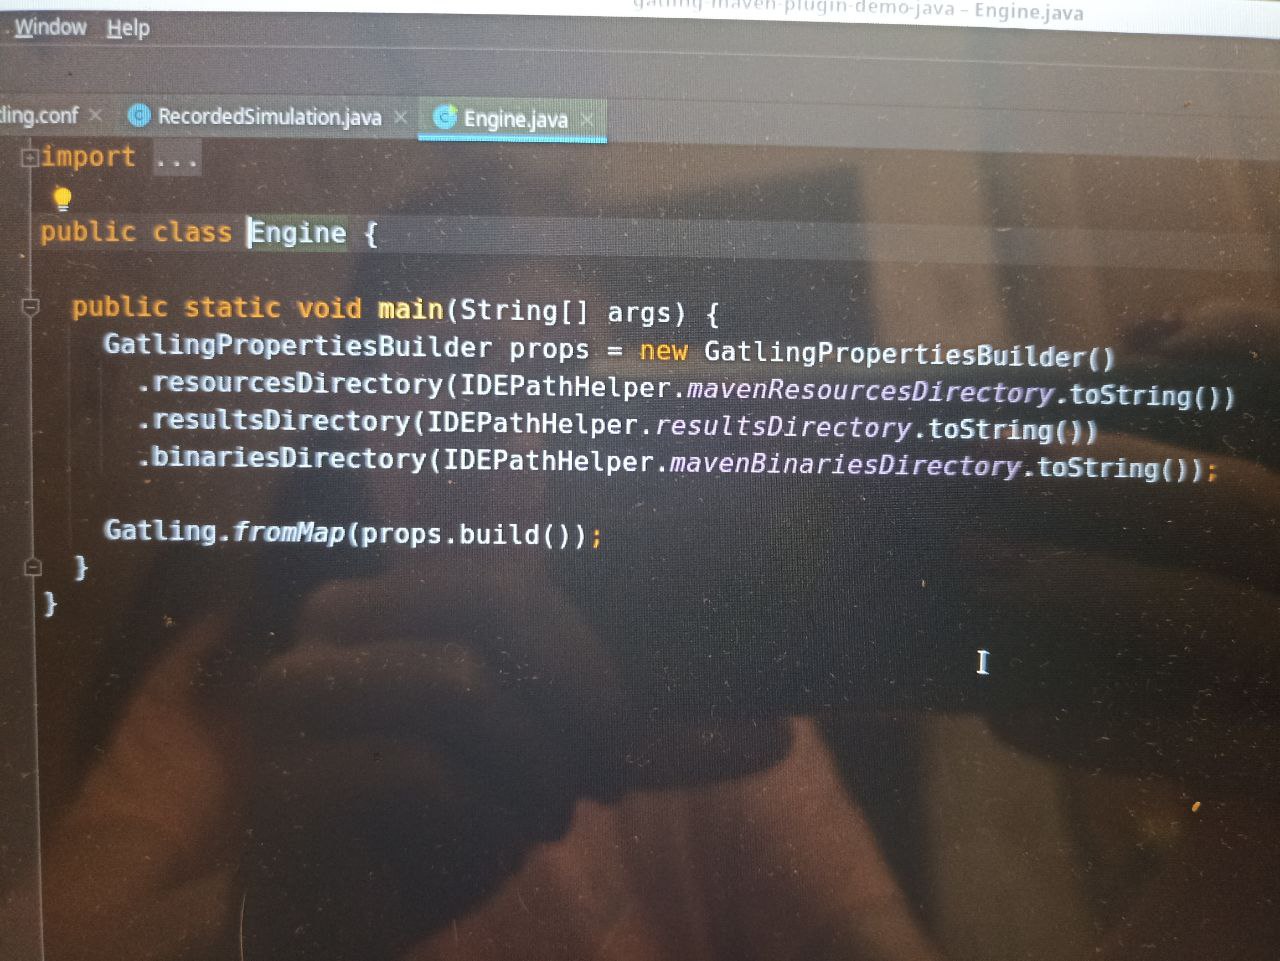 gatling-maven-plugin-demo-java – Engine.java
Window Help
ling.conf RecordedSimulation.java Engine.java
import ...
public class Engine {
public static void main(String[] args) {
GatlingPropertiesBuilder props = new GatlingPropertiesBuilder()
.resourcesDirectory(IDEPathHelper.mavenResourcesDirectory.toString())
.resultsDirectory(IDEPathHelper.resultsDirectory.toString())
.binariesDirectory(IDEPathHelper.mavenBinariesDirectory.toString());
Gatling.fromMap(props.build());
}
}